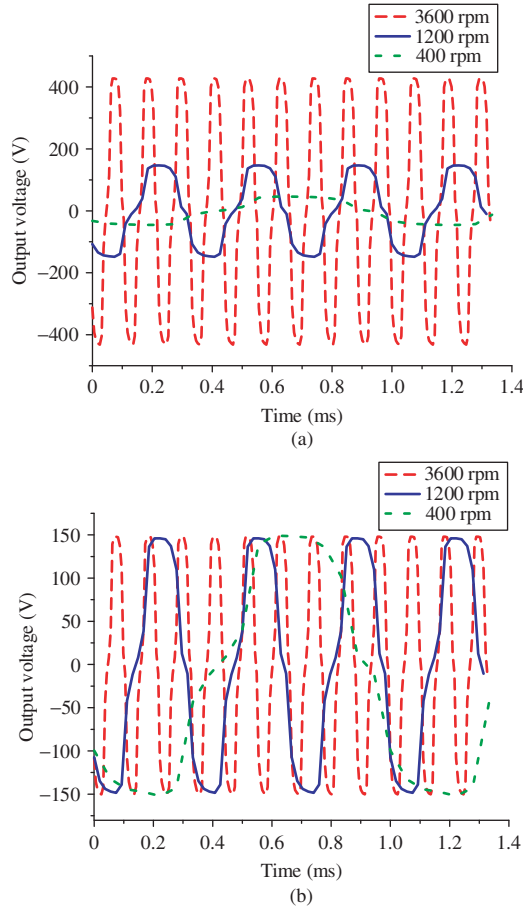 3600 rpm
1200 rpm
400 rpm
Output voltage (V)
400
200
0
−200
−400
0 0.2 0.4 0.6 0.8 1.0 1.2 1.4
Time (ms)
(a)
3600 rpm
1200 rpm
400 rpm
Output voltage (V)
150
100
50
0
−50
−100
−150
0.0 0.2 0.4 0.6 0.8 1.0 1.2 1.4
Time (ms)
(b)